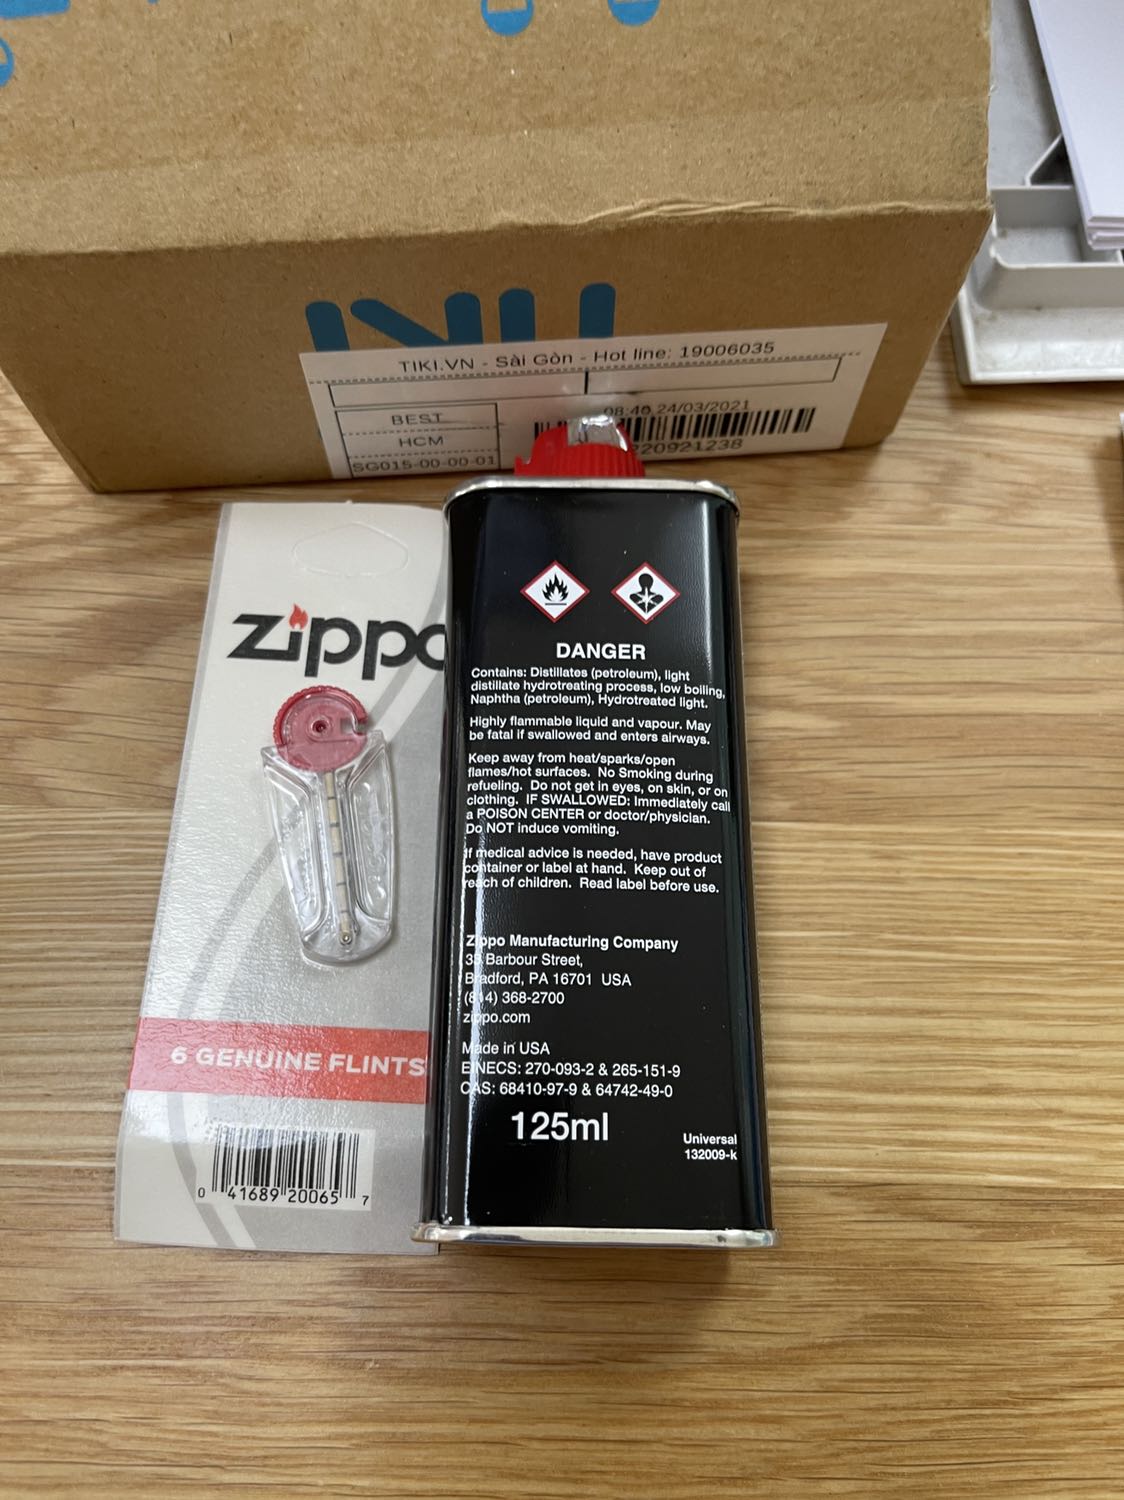 TIKI.VN - Sài Gòn - Hot line: 19006035
BEST
HCM
SG015-00-00-01
08:46 24/03/2021
220921238
zippo
6 GENUINE FLINTS
0 41689 20065 7
DANGER
Contains: Distillates (petroleum), light
distillate hydrotreating process, low boiling,
Naphtha (petroleum), Hydrotreated light.
Highly flammable liquid and vapour. May
be fatal if swallowed and enters airways.
Keep away from heat/sparks/open
flames/hot surfaces. No Smoking during
refueling. Do not get in eyes, on skin, or on
clothing. IF SWALLOWED: Immediately call
a POISON CENTER or doctor/physician.
Do NOT induce vomiting.
If medical advice is needed, have product
container or label at hand. Keep out of
reach of children. Read label before use.
Zippo Manufacturing Company
33 Barbour Street,
Bradford, PA 16701 USA
(814) 368-2700
zippo.com
Made in USA
EINECS: 270-093-2 & 265-151-9
CAS: 68410-97-9 & 64742-49-0
125ml
Universal
132009-k